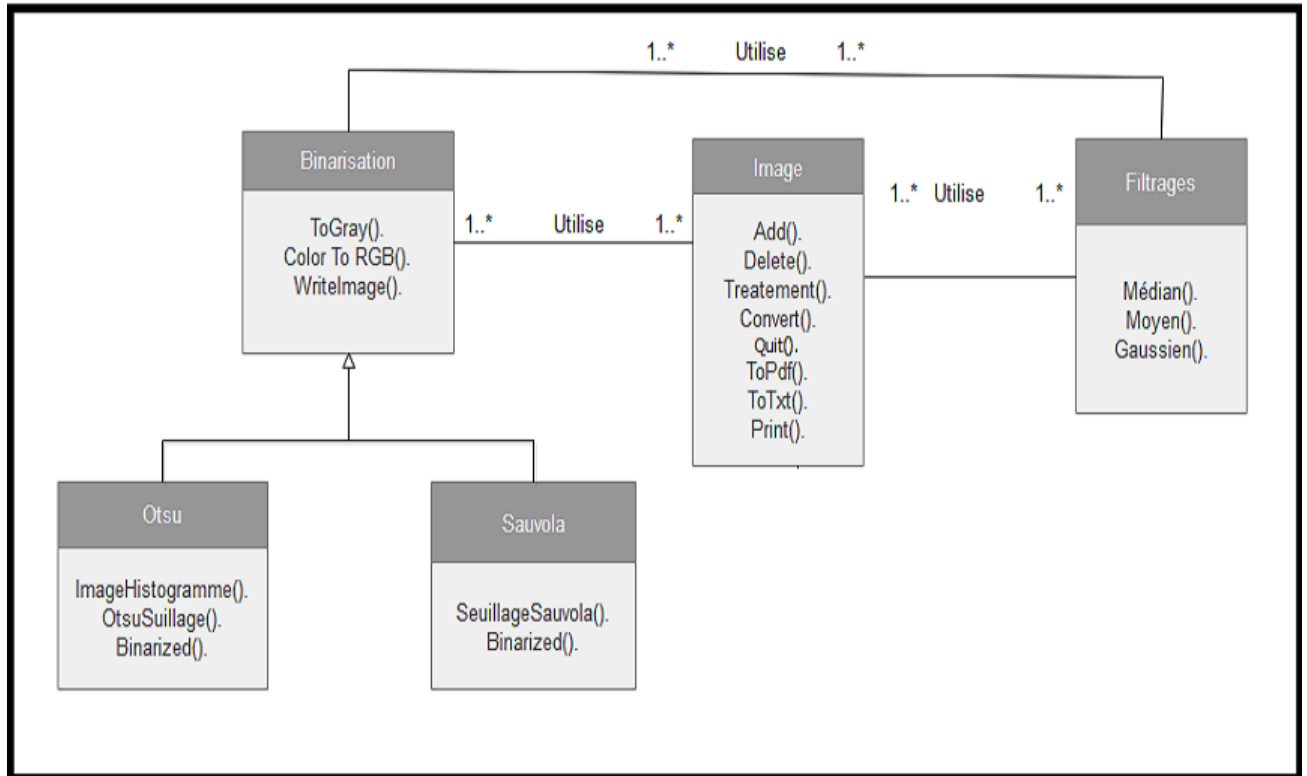 1..* Utilise 1..*
Binarisation
ToGray().
Color To RGB().
WriteImage().
1..* Utilise 1..*
Image
Add().
Delete().
Treatement().
Convert().
Quit().
ToPdf().
ToTxt().
Print().
1..* Utilise 1..*
Filtrages
Médian().
Moyen().
Gaussien().
Otsu
ImageHistogramme().
OtsuSuillage().
Binarized().
Sauvola
SeuillageSauvola().
Binarized().